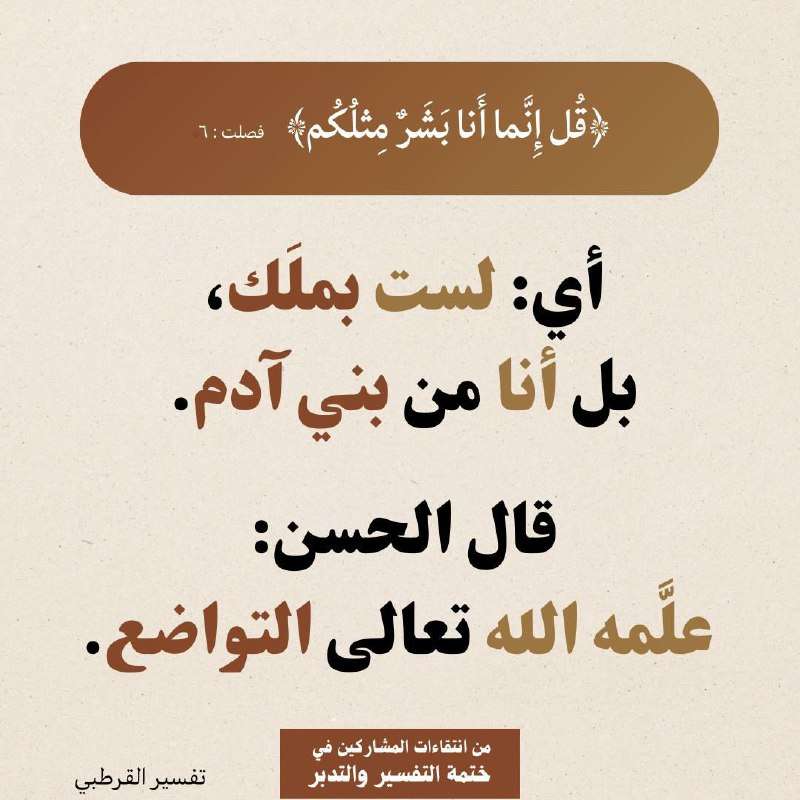 ﴿قُل إِنَّما أَنا بَشَرٌ مِثلُكُم﴾ فصلت : ٦
أي: لست بملَك،
بل أنا من بني آدم.
قال الحسن:
علَّمه الله تعالى التواضع.
من انتقاءات المشاركين في
ختمة التفسير والتدبر
تفسير القرطبي